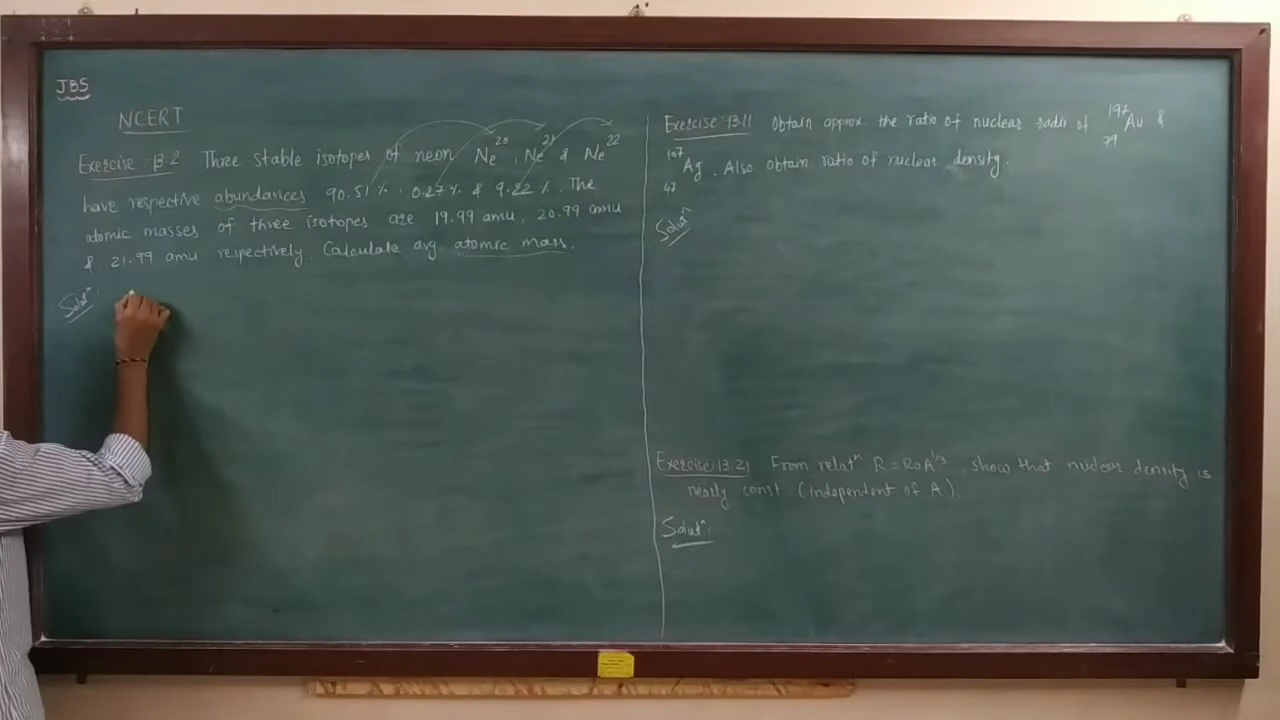 JBS
NCERT
Exercise 13.2 Three stable isotopes of neon Ne²⁰, Ne²¹ & Ne²²
have respective abundances 90.51%, 0.27% & 9.22%. The
atomic masses of three isotopes are 19.99 amu, 20.99 amu
& 21.99 amu respectively. Calculate avg atomic mass.
Solutⁿ:
Exercise 13.11 Obtain approx. the ratio of nuclear radii of ¹⁹⁷₇₉Au &
¹⁰⁷₄₇Ag. Also obtain ratio of nuclear density.
Solutⁿ
Exercise 13.21 From relatⁿ R=R₀A^1/3, show that nuclear density is
nearly const (independent of A)
Solutⁿ: